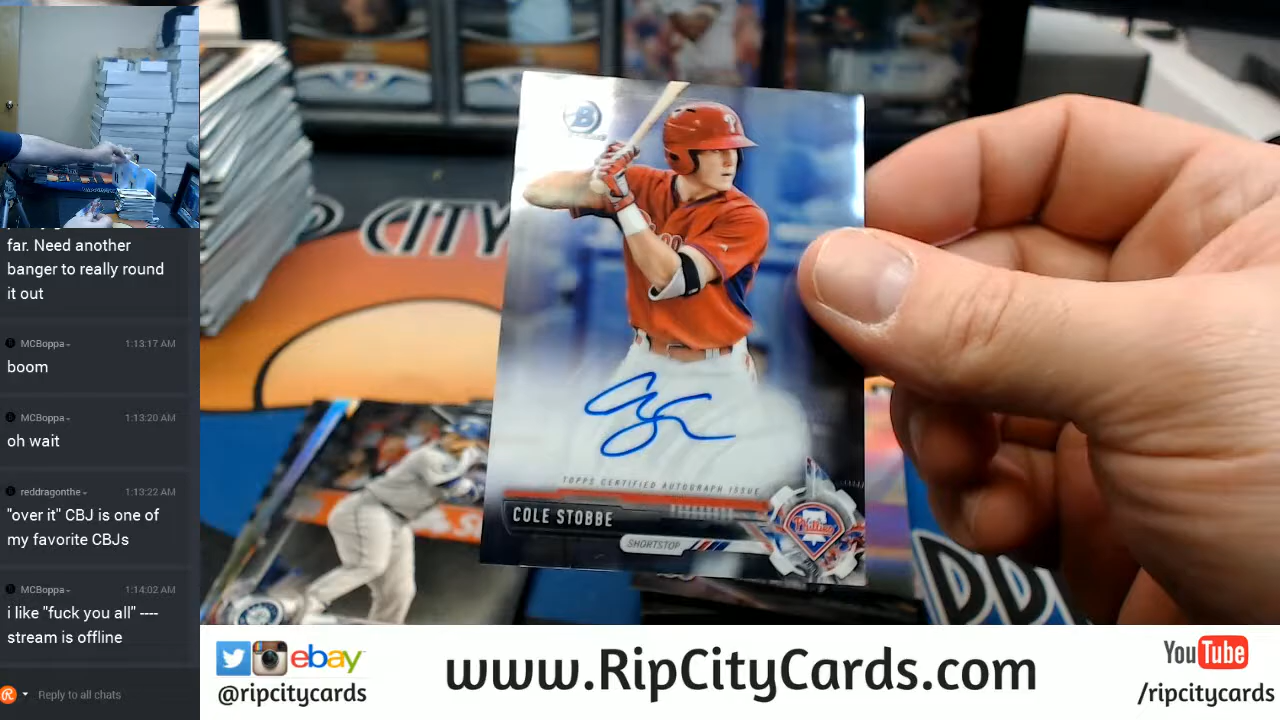 far. Need another
banger to really round
it out
MCBoppa
1:13:17 AM
boom
MCBoppa
1:13:20 AM
oh wait
reddragonthe
1:13:22 AM
"over it" CBJ is one of
my favorite CBJs
MCBoppa
1:14:02 AM
i like "fuck you all" ----
stream is offline
Reply to all chats
P CITY
B
P
TOPPS CERTIFIED AUTOGRAPH ISSUE
COLE STOBBE
SHORTSTOP
Phillies
ebay
@ripcitycards
www.RipCityCards.com
YouTube
/ripcitycards